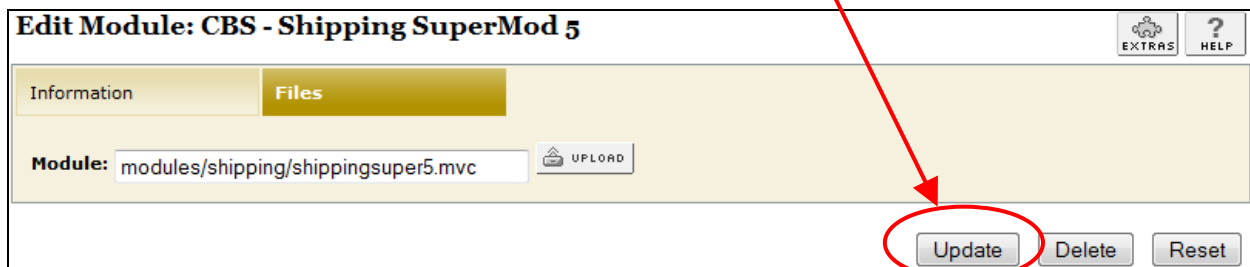 Edit Module: CBS - Shipping SuperMod 5
EXTRAS
?
HELP
Information
Files
Module: modules/shipping/shippingsuper5.mvc UPLOAD
Update Delete Reset